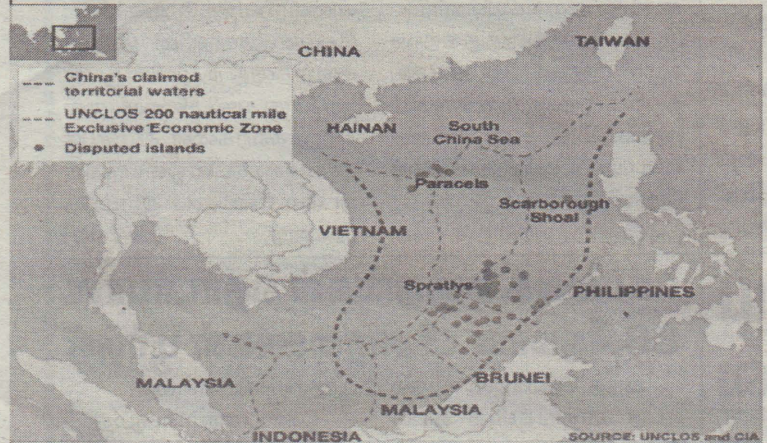 CHINA
TAIWAN
--- China's claimed
territorial waters
--- UNCLOS 200 nautical mile
Exclusive Economic Zone
• Disputed islands
HAINAN
South
China Sea
Paracels
Scarborough
Shoal
VIETNAM
Spratlys
PHILIPPINES
MALAYSIA
BRUNEI
MALAYSIA
INDONESIA
SOURCE: UNCLOS and CIA